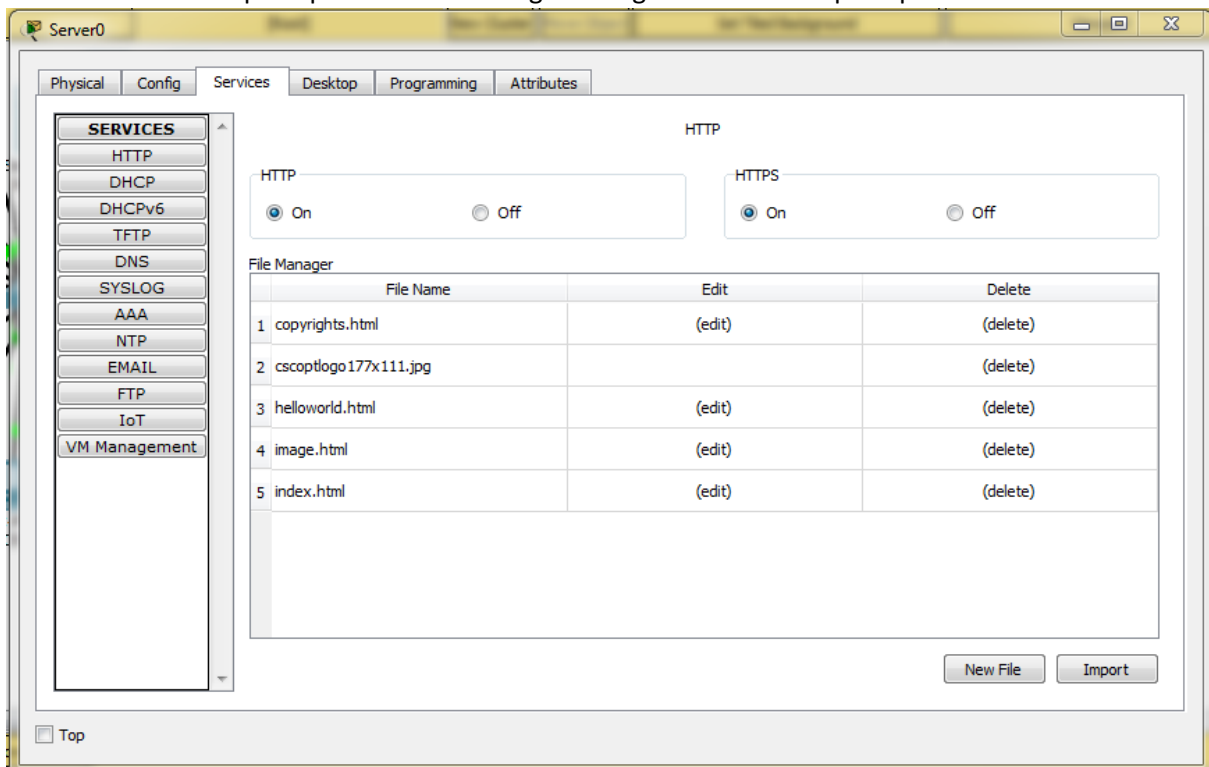 Server0
Physical Config Services Desktop Programming Attributes
SERVICES
HTTP
DHCP
DHCPv6
TFTP
DNS
SYSLOG
AAA
NTP
EMAIL
FTP
IoT
VM Management
HTTP
HTTP
On Off
HTTPS
On Off
File Manager
File Name Edit Delete
1 copyrights.html (edit) (delete)
2 cscoptlogo177x111.jpg (delete)
3 helloworld.html (edit) (delete)
4 image.html (edit) (delete)
5 index.html (edit) (delete)
New File Import
Top